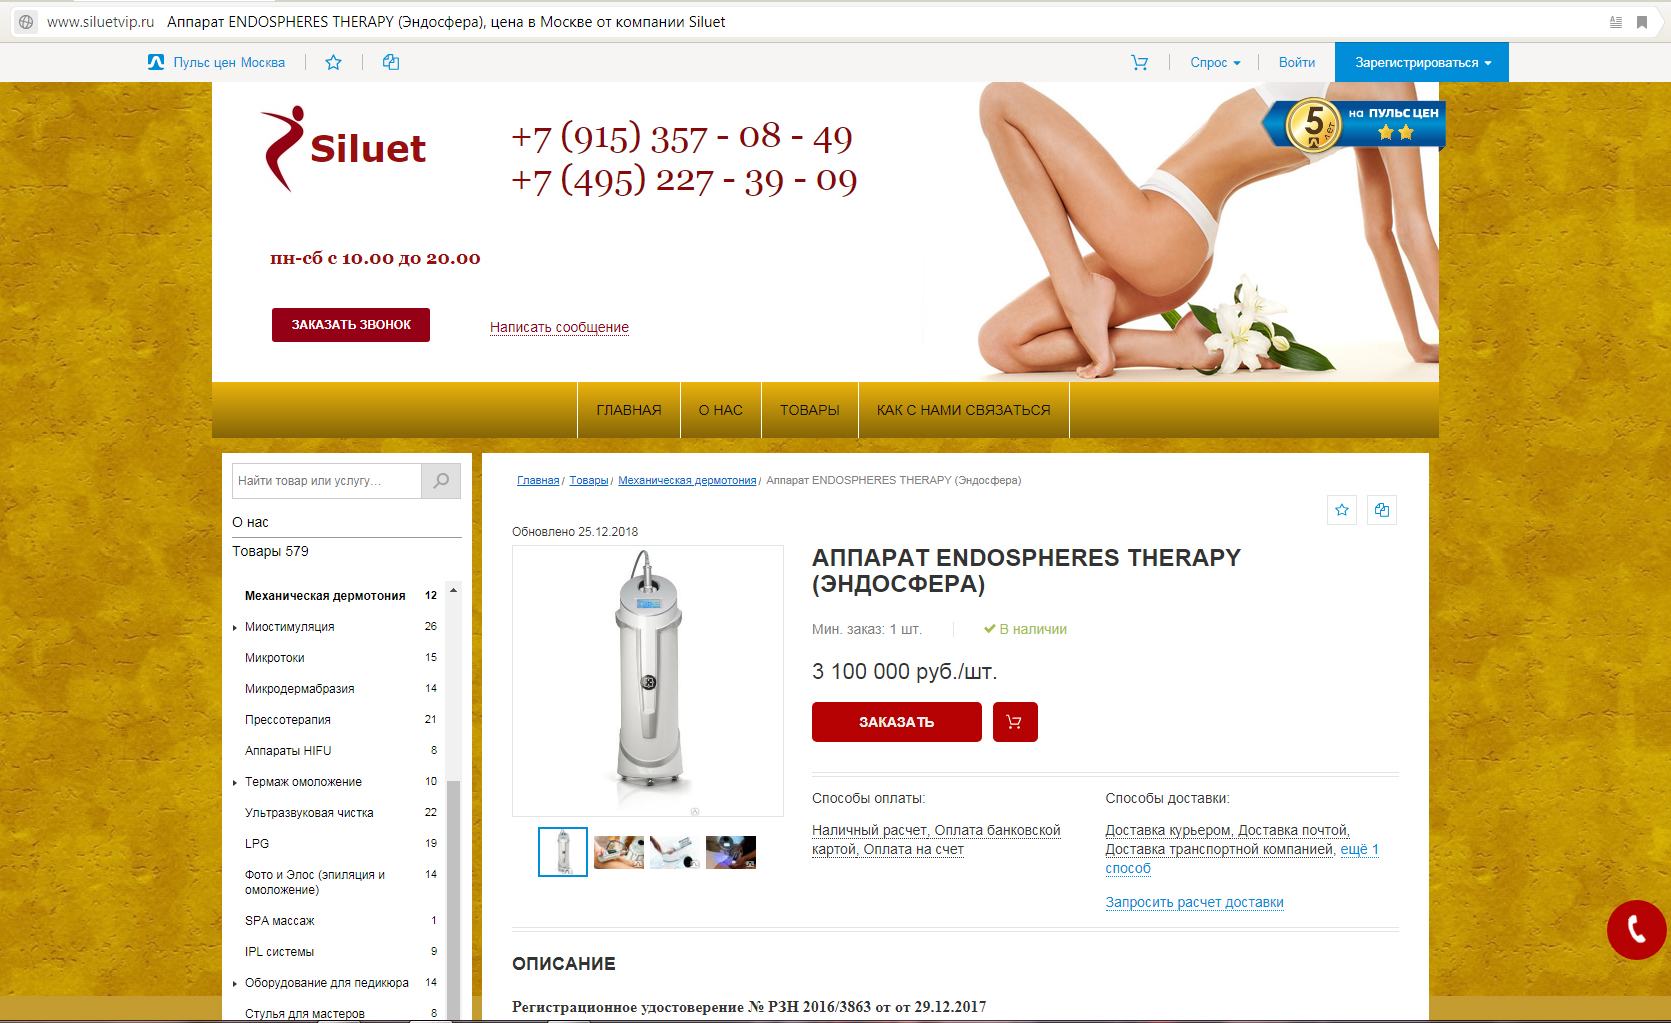 www.siluetvip.ru Аппарат ENDOSPHERES THERAPY (Эндосфера), цена в Москве от компании Siluet
Пульс цен Москва
Спрос
Войти
Зарегистрироваться
Siluet
+7 (915) 357 - 08 - 49
+7 (495) 227 - 39 - 09
5 лет
на ПУЛЬС ЦЕН
пн-сб с 10.00 до 20.00
ЗАКАЗАТЬ ЗВОНОК
Написать сообщение
ГЛАВНАЯ
О НАС
ТОВАРЫ
КАК С НАМИ СВЯЗАТЬСЯ
Найти товар или услугу...
О нас
Товары 579
Механическая дермотония 12
Миостимуляция 26
Микротоки 15
Микродермабразия 14
Прессотерапия 21
Аппараты HIFU 8
Термаж омоложение 10
Ультразвуковая чистка 22
LPG 19
Фото и Элос (эпиляция и 14
омоложение)
SPA массаж 1
IPL системы 9
Оборудование для педикюра 14
Стулья для мастеров 8
Главная / Товары / Механическая дермотония / Аппарат ENDOSPHERES THERAPY (Эндосфера)
Обновлено 25.12.2018
АППАРАТ ENDOSPHERES THERAPY
(ЭНДОСФЕРА)
Мин. заказ: 1 шт.
В наличии
3 100 000 руб./шт.
ЗАКАЗАТЬ
Способы оплаты:
Наличный расчет, Оплата банковской
картой, Оплата на счет
Способы доставки:
Доставка курьером, Доставка почтой,
Доставка транспортной компанией, ещё 1
способ
Запросить расчет доставки
ОПИСАНИЕ
Регистрационное удостоверение № РЗН 2016/3863 от от 29.12.2017